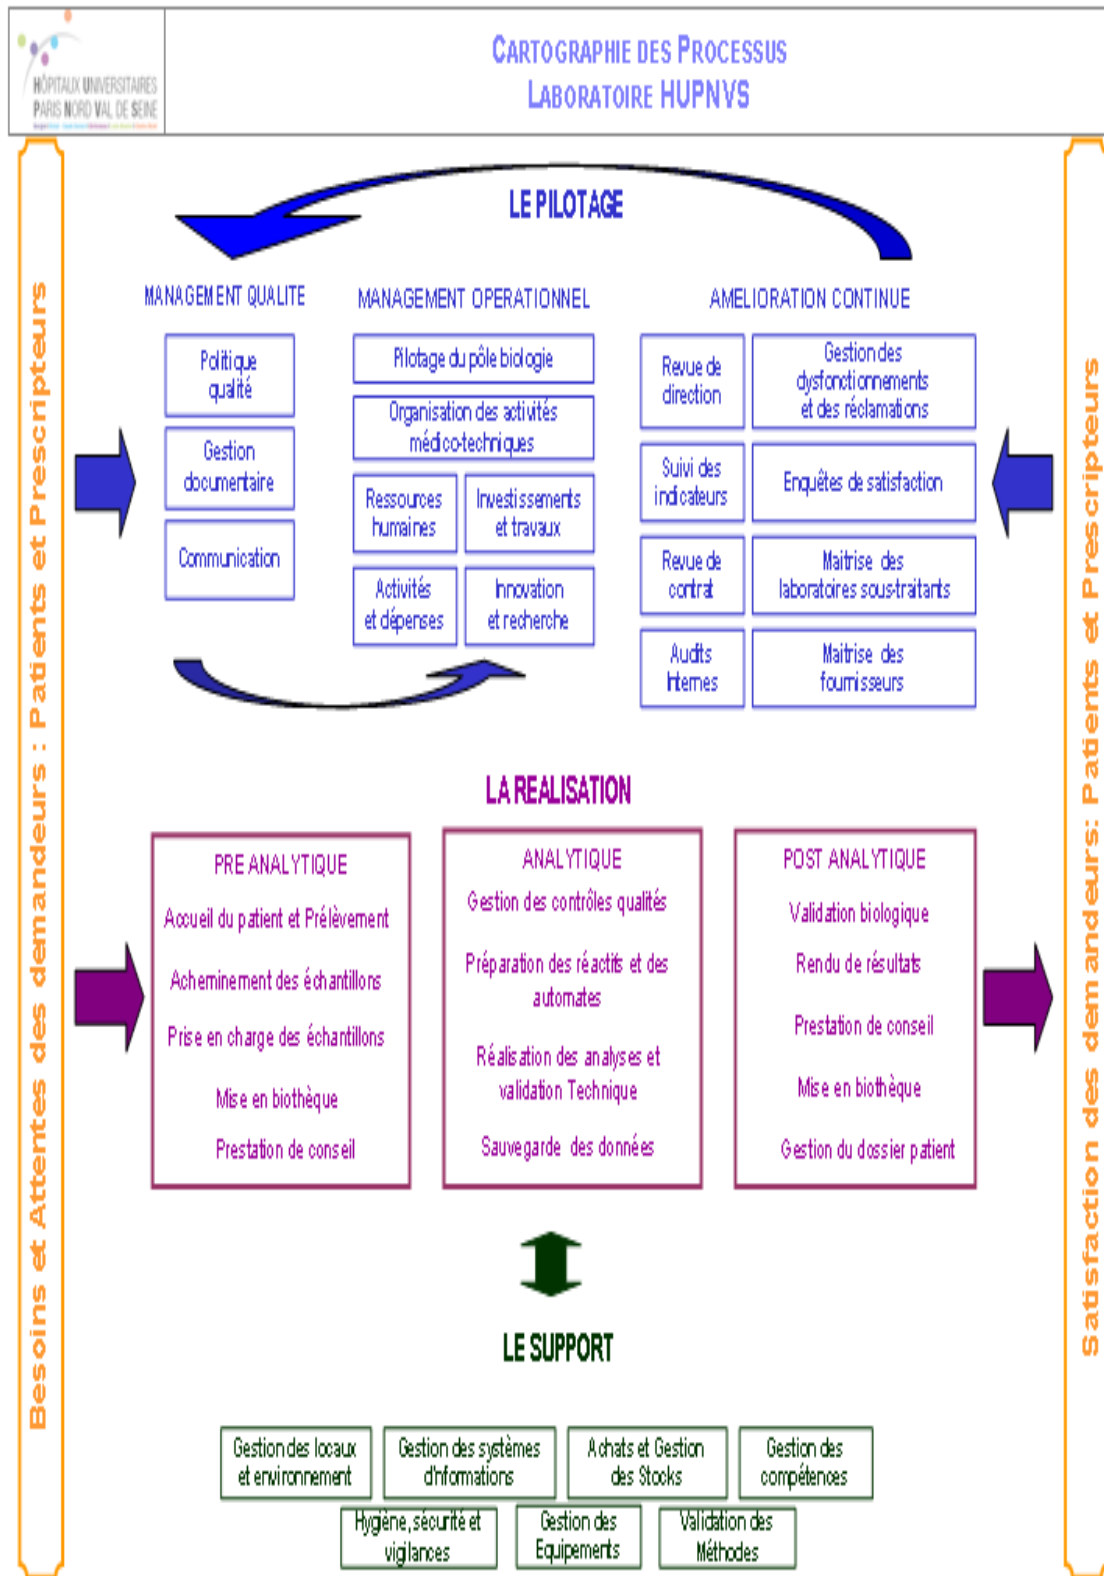 HÔPITAUX UNIVERSITAIRES
PARIS NORD VAL DE SEINE
CARTOGRAPHIE DES PROCESSUS
LABORATOIRE HUPNVS
Besoins et Attentes des demandeurs : Patients et Prescripteurs
LE PILOTAGE
MANAGEMENT QUALITE
Politique
qualité
Gestion
documentaire
Communication
MANAGEMENT OPERATIONNEL
Pilotage du pôle biologie
Organisation des activités
médico-techniques
Ressources
humaines
Investissements
et travaux
Activités
et dépenses
Innovation
et recherche
AMELIORATION CONTINUE
Revue de
direction
Gestion des
dysfonctionnements
et des réclamations
Suivi des
indicateurs
Enquêtes de satisfaction
Revue de
contrat
Maitrise des
laboratoires sous-traitants
Audits
Internes
Maitrise des
fournisseurs
LA REALISATION
PRE ANALYTIQUE
Accueil du patient et Prélèvement
Acheminement des échantillons
Prise en charge des échantillons
Mise en biothèque
Prestation de conseil
ANALYTIQUE
Gestion des contrôles qualités
Préparation des réactifs et des
automates
Réalisation des analyses et
validation Technique
Sauvegarde des données
POST ANALYTIQUE
Validation biologique
Rendu de résultats
Prestation de conseil
Mise en biothèque
Gestion du dossier patient
LE SUPPORT
Gestion des locaux
et environnement
Gestion des systèmes
d'informations
Achats et Gestion
des Stocks
Gestion des
compétences
Hygiène, sécurité et
vigilances
Gestion des
Equipements
Validation des
Méthodes
Satisfaction des demandeurs: Patients et Prescripteurs